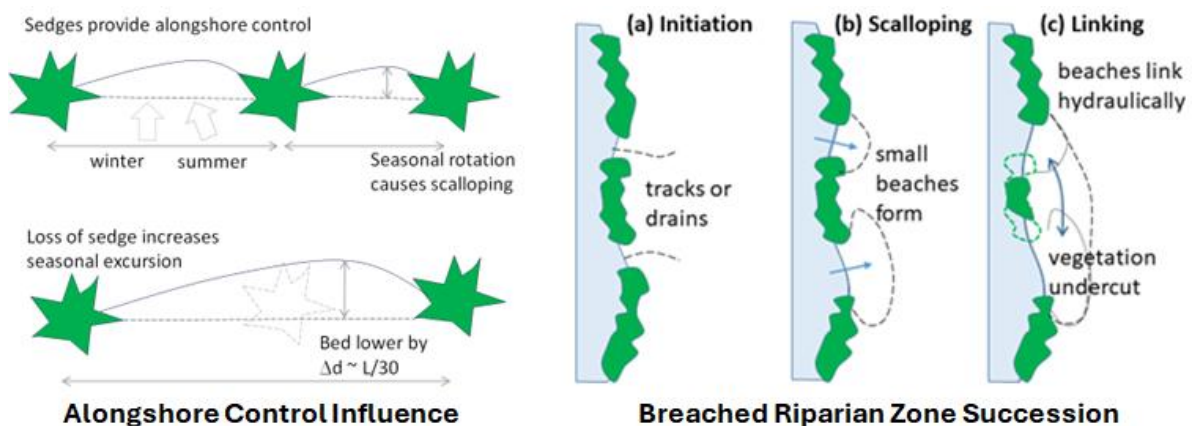 Sedges provide alongshore control
winter
summer
Seasonal rotation
causes scalloping
Loss of sedge increases
seasonal excursion
Bed lower by
Δd ~ L/30
Alongshore Control Influence
(a) Initiation
tracks or
drains
(b) Scalloping
small
beaches
form
(c) Linking
beaches link
hydraulically
vegetation
undercut
Breached Riparian Zone Succession